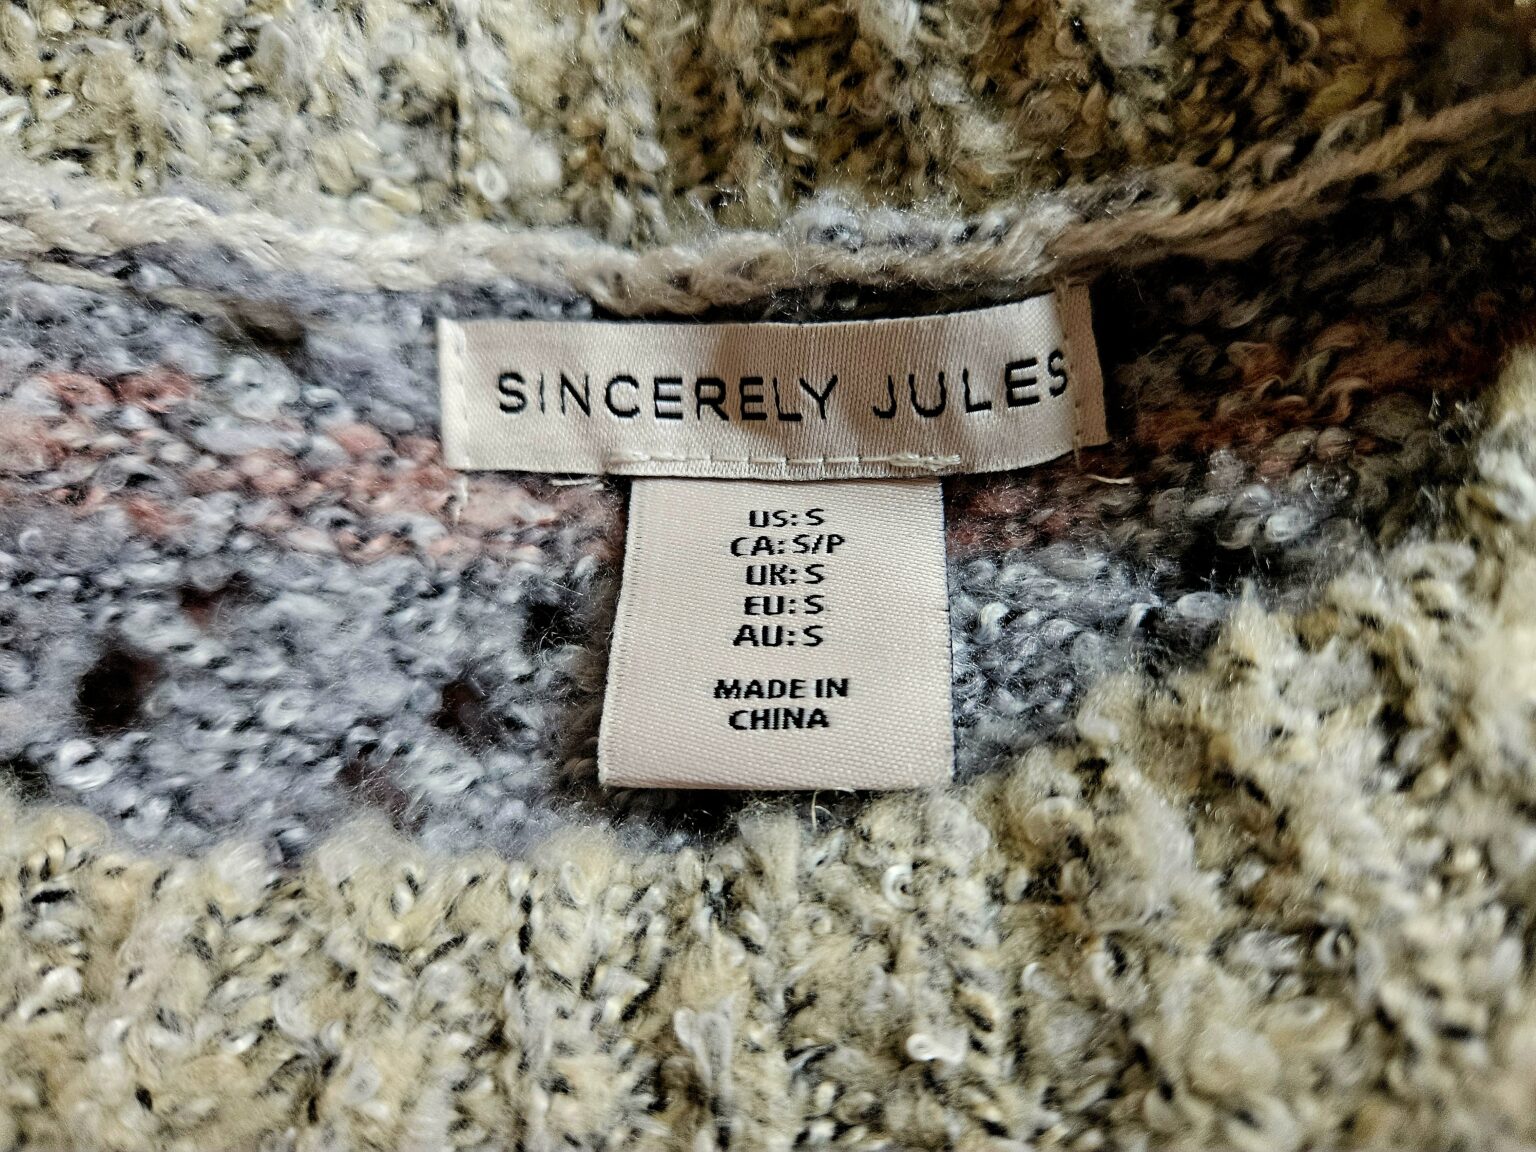 SINCERELY JULES
US: S
CA: S/P
UK: S
EU: S
AU: S
MADE IN
CHINA